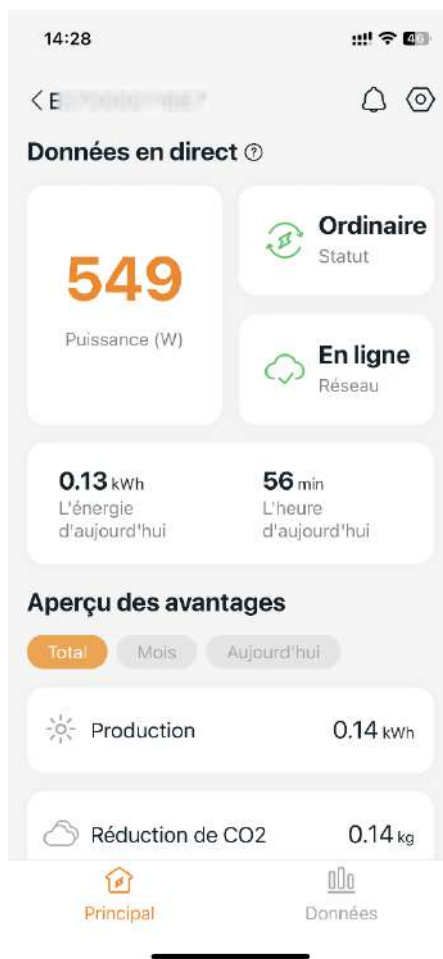 14:28
46
E
Données en direct
549
Puissance (W)
Ordinaire
Statut
En ligne
Réseau
0.13 kWh
L'énergie
d'aujourd'hui
56 min
L'heure
d'aujourd'hui
Aperçu des avantages
Total
Mois
Aujourd'hui
Production
0.14 kWh
Réduction de CO2
0.14 kg
Principal
Données